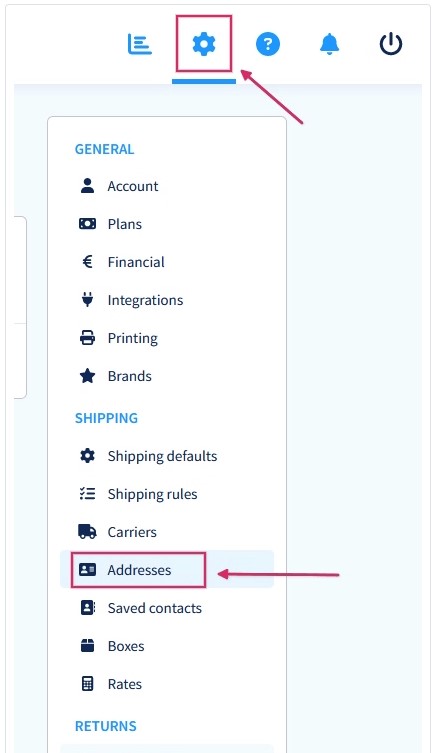 GENERAL
Account
Plans
Financial
Integrations
Printing
Brands
SHIPPING
Shipping defaults
Shipping rules
Carriers
Addresses
Saved contacts
Boxes
Rates
RETURNS